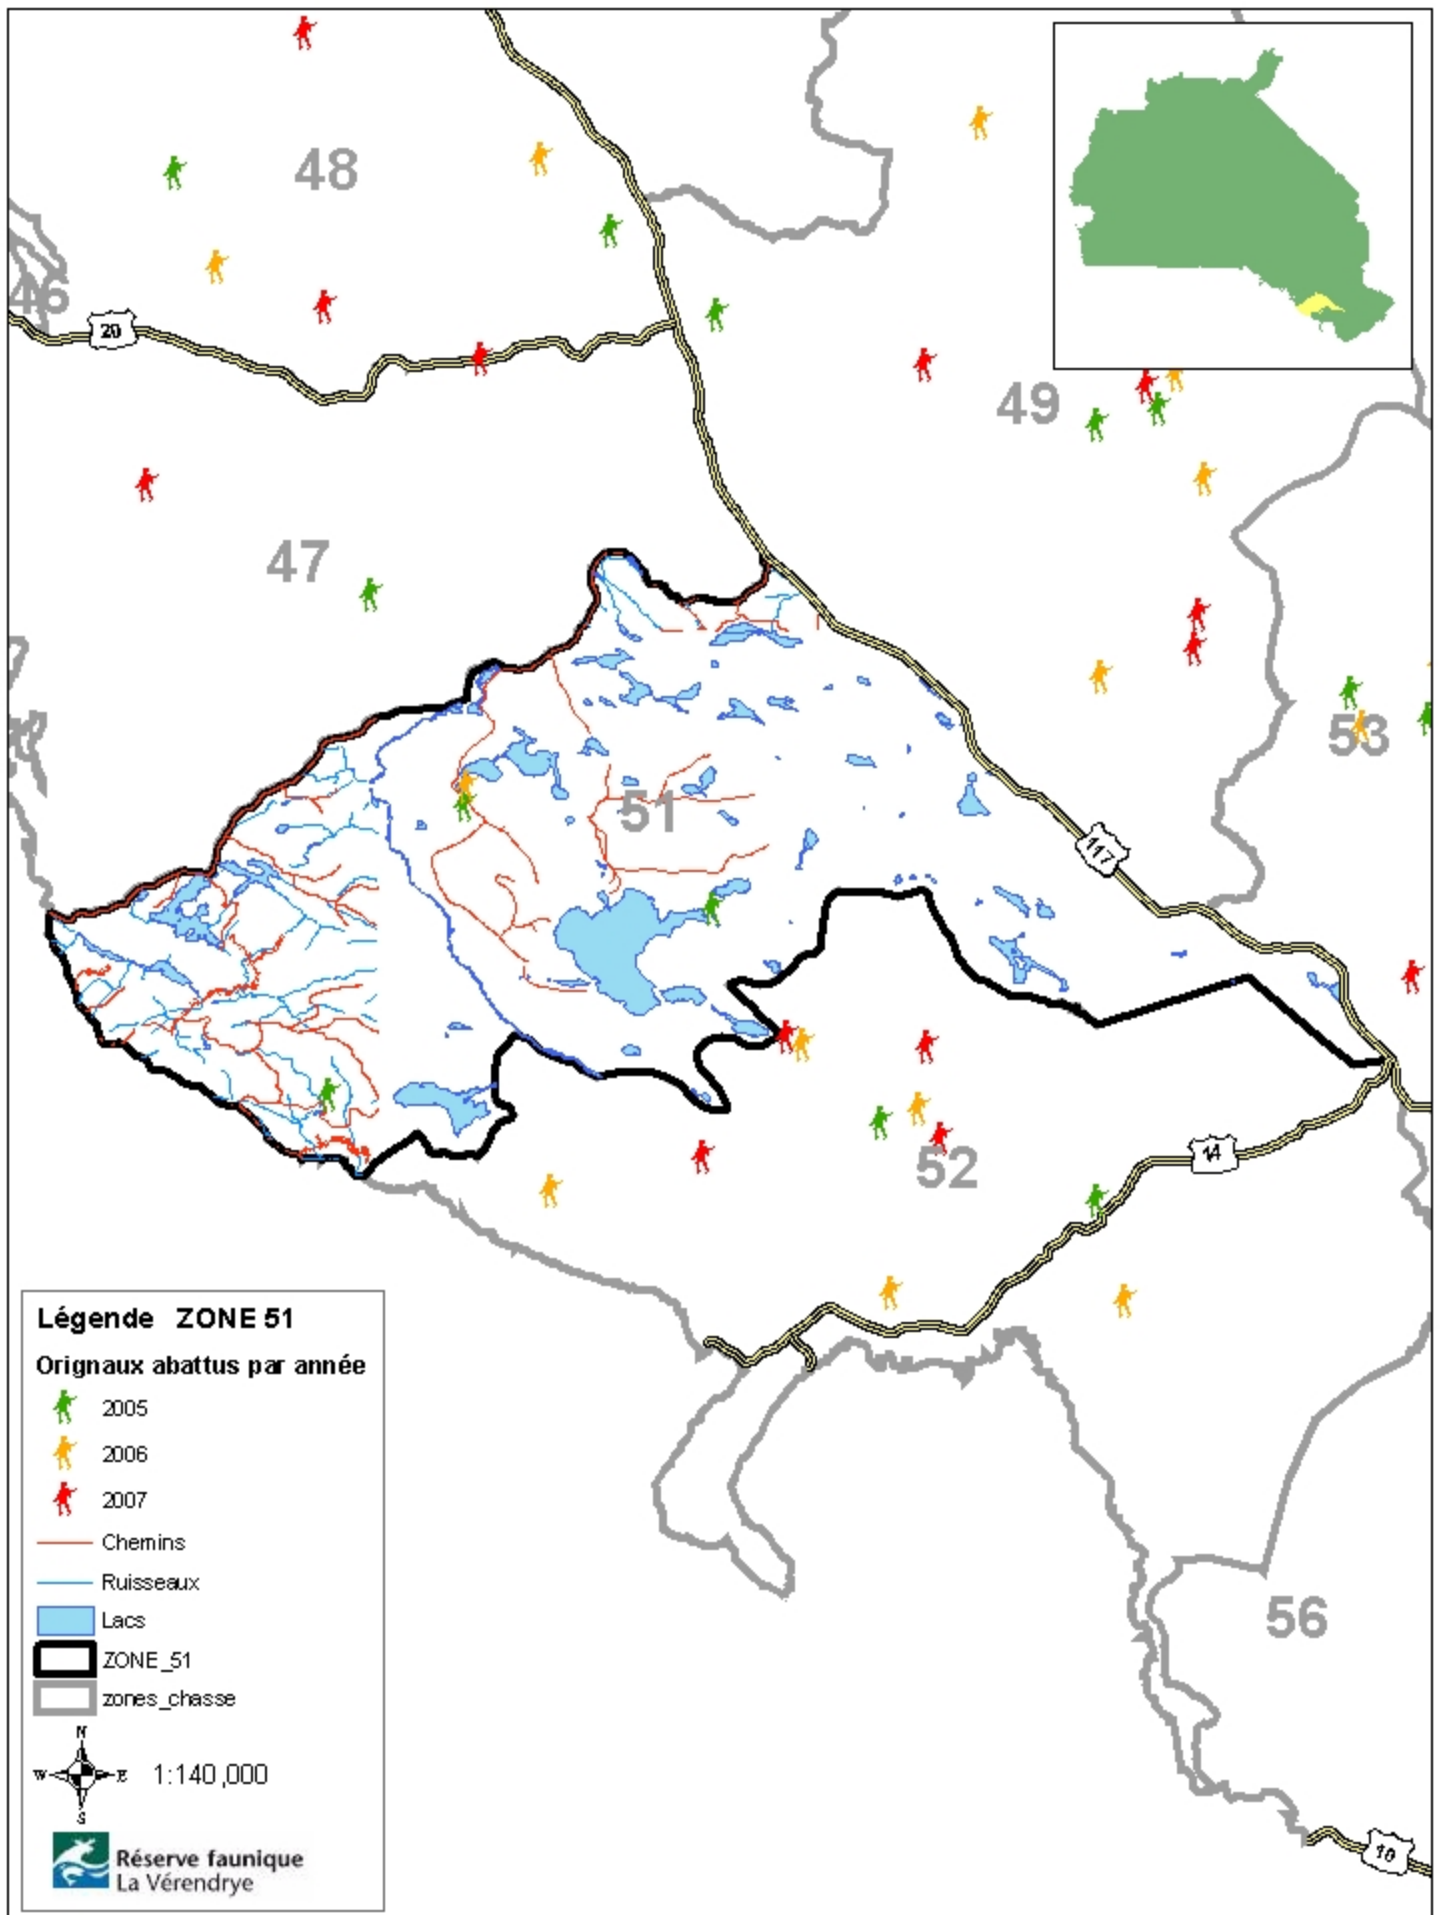 48
46
20
49
47
53
51
117
52
14
56
10
Légende ZONE 51
Orignaux abattus par année
2005
2006
2007
Chemins
Ruisseaux
Lacs
ZONE_51
zones_chasse
N
W E
S
1:140,000
Réserve faunique
La Vérendrye